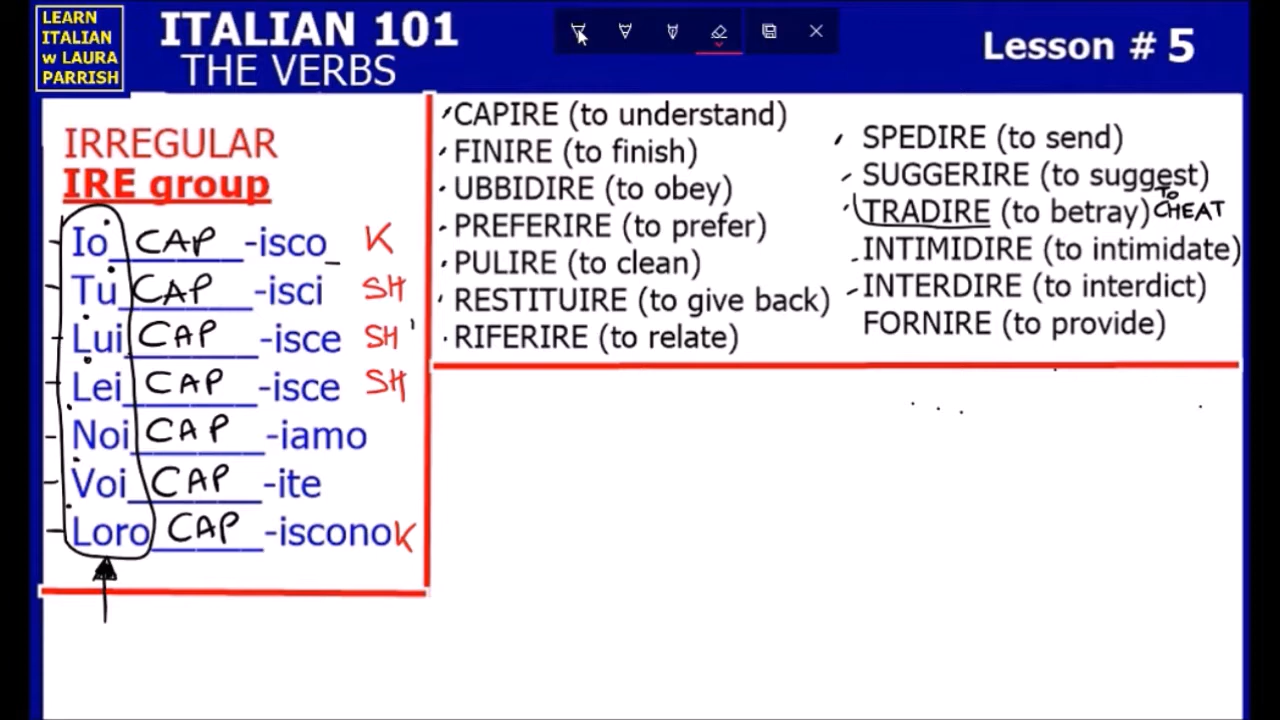 LEARN
ITALIAN
w LAURA
PARRISH
ITALIAN 101
THE VERBS
Lesson # 5
IRREGULAR
IRE group
Io CAP -isco K
Tu CAP -isci SH
Lui CAP -isce SH
Lei CAP -isce SH
Noi CAP -iamo
Voi CAP -ite
Loro CAP -iscono K
CAPIRE (to understand)
FINIRE (to finish)
UBBIDIRE (to obey)
PREFERIRE (to prefer)
PULIRE (to clean)
RESTITUIRE (to give back)
RIFERIRE (to relate)
SPEDIRE (to send)
SUGGERIRE (to suggest)
TRADIRE (to betray) TO CHEAT
INTIMIDIRE (to intimidate)
INTERDIRE (to interdict)
FORNIRE (to provide)